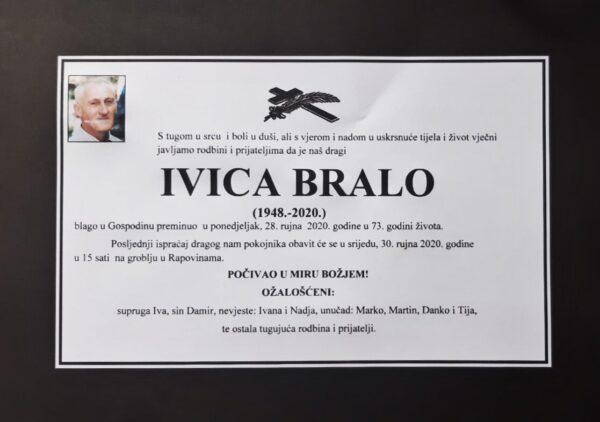 S tugom u srcu i boli u duši, ali s vjerom i nadom u uskrsnuće tijela i život vječni
javljamo rodbini i prijateljima da je naš dragi
IVICA BRALO
(1948.-2020.)
blago u Gospodinu preminuo u ponedjeljak, 28. rujna 2020. godine u 73. godini života.
Posljednji ispraćaj dragog nam pokojnika obavit će se u srijedu, 30. rujna 2020. godine
u 15 sati na groblju u Rapovinama.
POČIVAO U MIRU BOŽJEM!
OŽALOŠĆENI:
supruga Iva, sin Damir, nevjeste: Ivana i Nadja, unučad: Marko, Martin, Danko i Tija,
te ostala tugujuća rodbina i prijatelji.